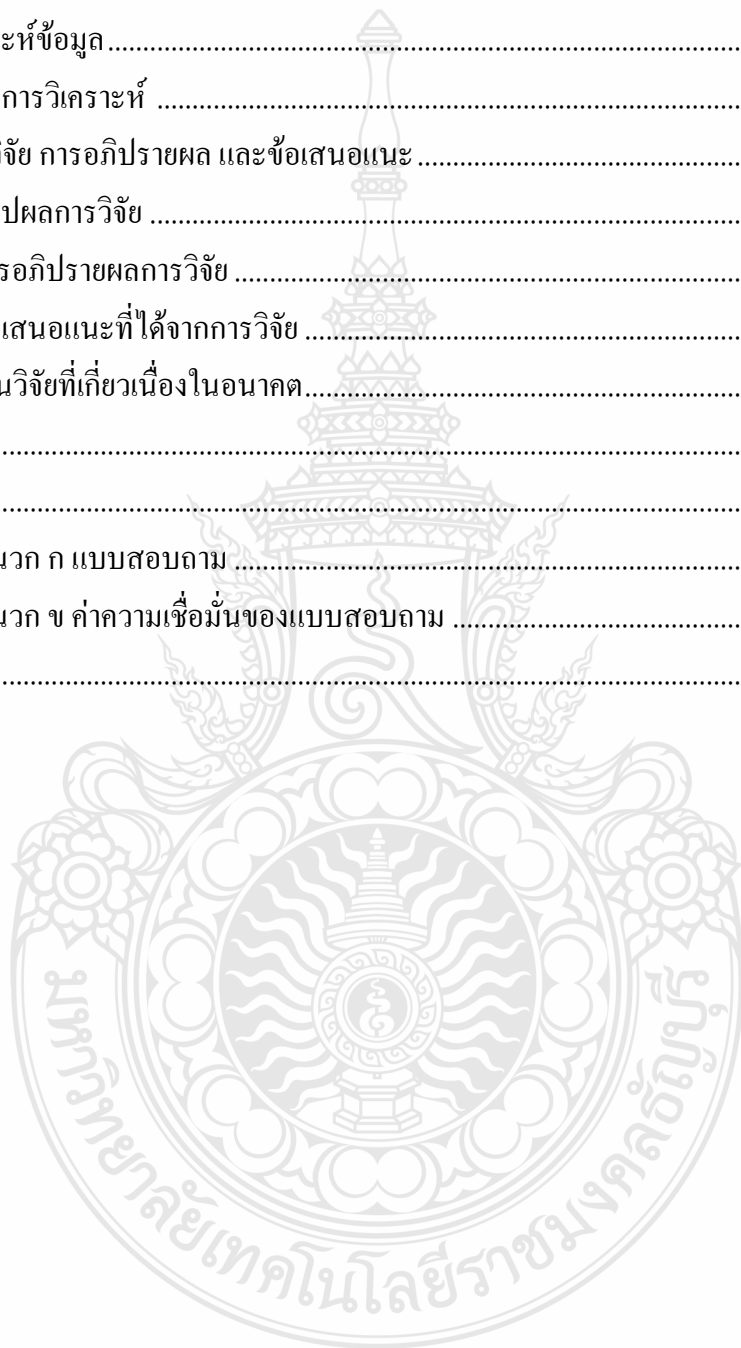 ะห์ข้อมูล
การวิเคราะห์
วิจัย การอภิปรายผล และข้อเสนอแนะ
ปผลการวิจัย
รอภิปรายผลการวิจัย
เสนอแนะที่ได้จากการวิจัย
นวิจัยที่เกี่ยวเนื่องในอนาคต
นวก ก แบบสอบถาม
นวก ข ค่าความเชื่อมั่นของแบบสอบถาม
มหาวิทยาลัยเทคโนโลยีราชมงคลธัญบุรี